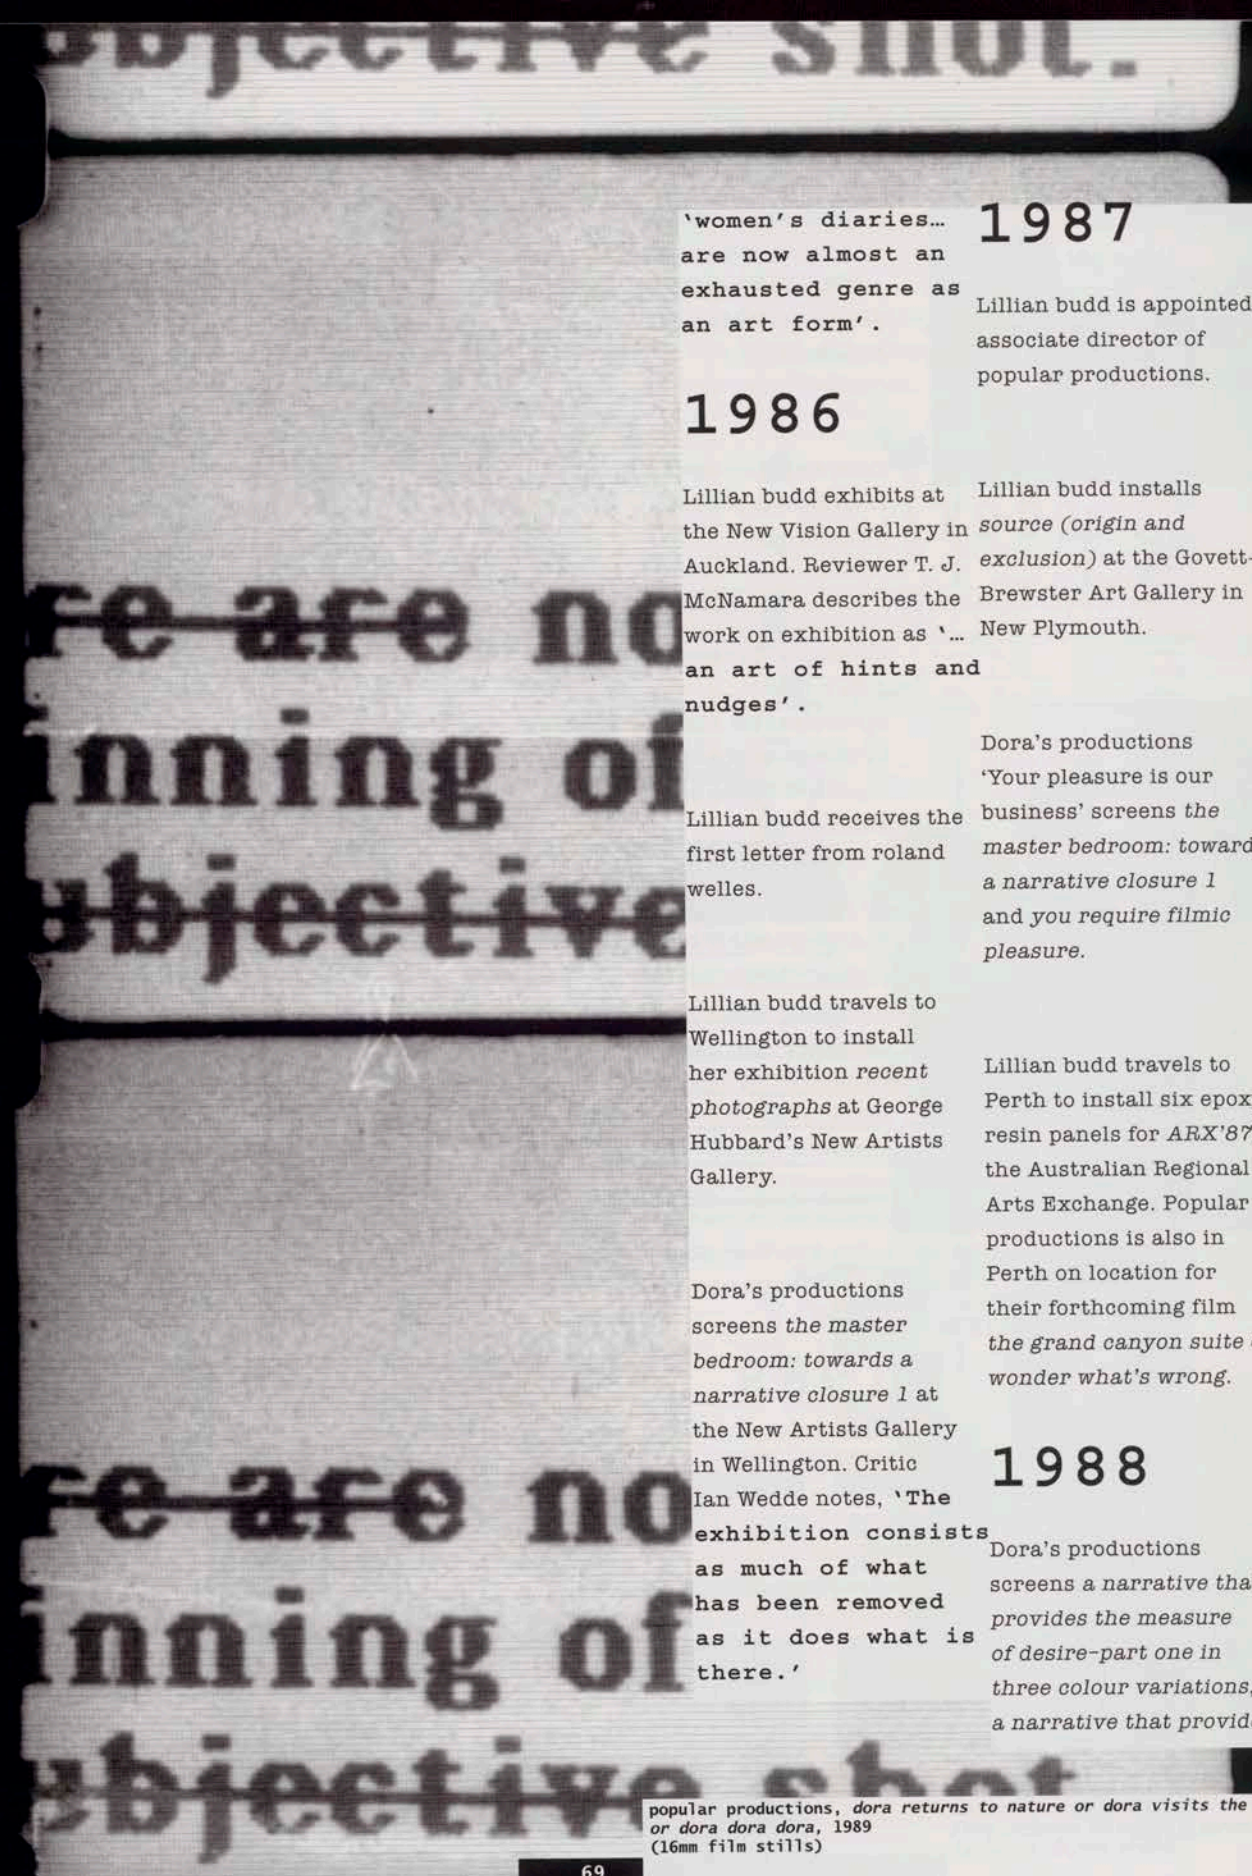 objective shot.
'women's diaries…
are now almost an
exhausted genre as
an art form'.
1986
Lillian budd exhibits at
the New Vision Gallery in
Auckland. Reviewer T. J.
McNamara describes the
work on exhibition as '…
an art of hints and
nudges'.
Lillian budd receives the
first letter from roland
welles.
Lillian budd travels to
Wellington to install
her exhibition recent
photographs at George
Hubbard's New Artists
Gallery.
Dora's productions
screens the master
bedroom: towards a
narrative closure 1 at
the New Artists Gallery
in Wellington. Critic
Ian Wedde notes, 'The
exhibition consists
as much of what
has been removed
as it does what is
there.'
1987
Lillian budd is appointed
associate director of
popular productions.
Lillian budd installs
source (origin and
exclusion) at the Govett-
Brewster Art Gallery in
New Plymouth.
Dora's productions
'Your pleasure is our
business' screens the
master bedroom: toward
a narrative closure 1
and you require filmic
pleasure.
Lillian budd travels to
Perth to install six epox
resin panels for ARX'87
the Australian Regional
Arts Exchange. Popular
productions is also in
Perth on location for
their forthcoming film
the grand canyon suite
wonder what's wrong.
1988
Dora's productions
screens a narrative tha
provides the measure
of desire-part one in
three colour variations,
a narrative that provid
re are no
inning of
ubjective
re are no
inning of
ubjective shot
popular productions, dora returns to nature or dora visits the
or dora dora dora, 1989
(16mm film stills)
69